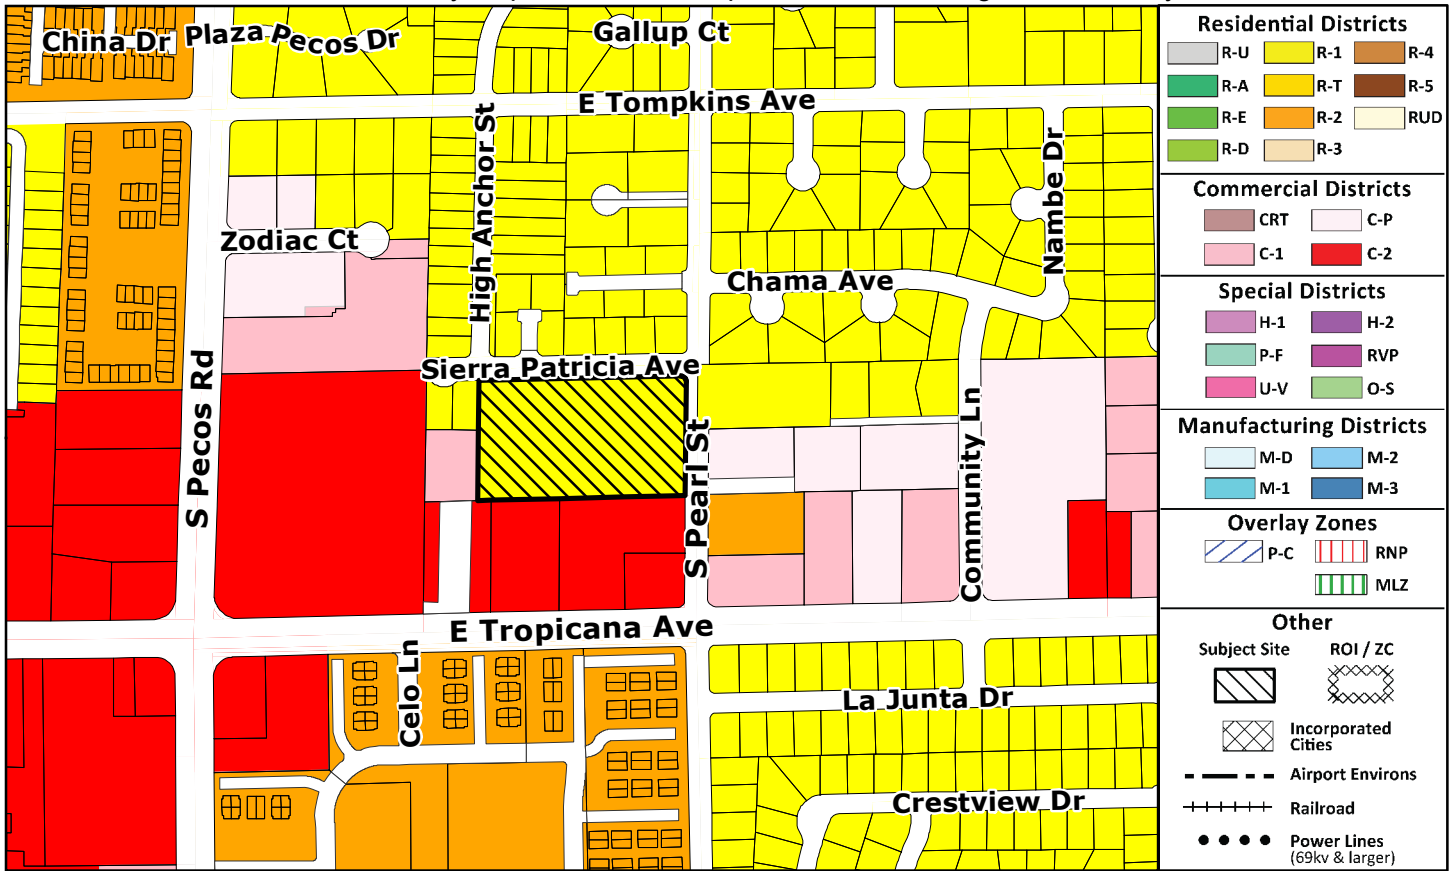 China Dr
Plaza
Pecos Dr
Gallup Ct
E Tompkins Ave
High Anchor St
Nambe Dr
Zodiac Ct
Chama Ave
S Pecos Rd
Sierra Patricia Ave
S Pearl St
Community Ln
E Tropicana Ave
Celo Ln
La Junta Dr
Crestview Dr
Residential Districts
R-U R-1 R-4
R-A R-T R-5
R-E R-2 RUD
R-D R-3
Commercial Districts
CRT C-P
C-1 C-2
Special Districts
H-1 H-2
P-F RVP
U-V O-S
Manufacturing Districts
M-D M-2
M-1 M-3
Overlay Zones
P-C RNP
MLZ
Other
Subject Site ROI / ZC
Incorporated
Cities
Airport Environs
Railroad
Power Lines
(69kv & larger)